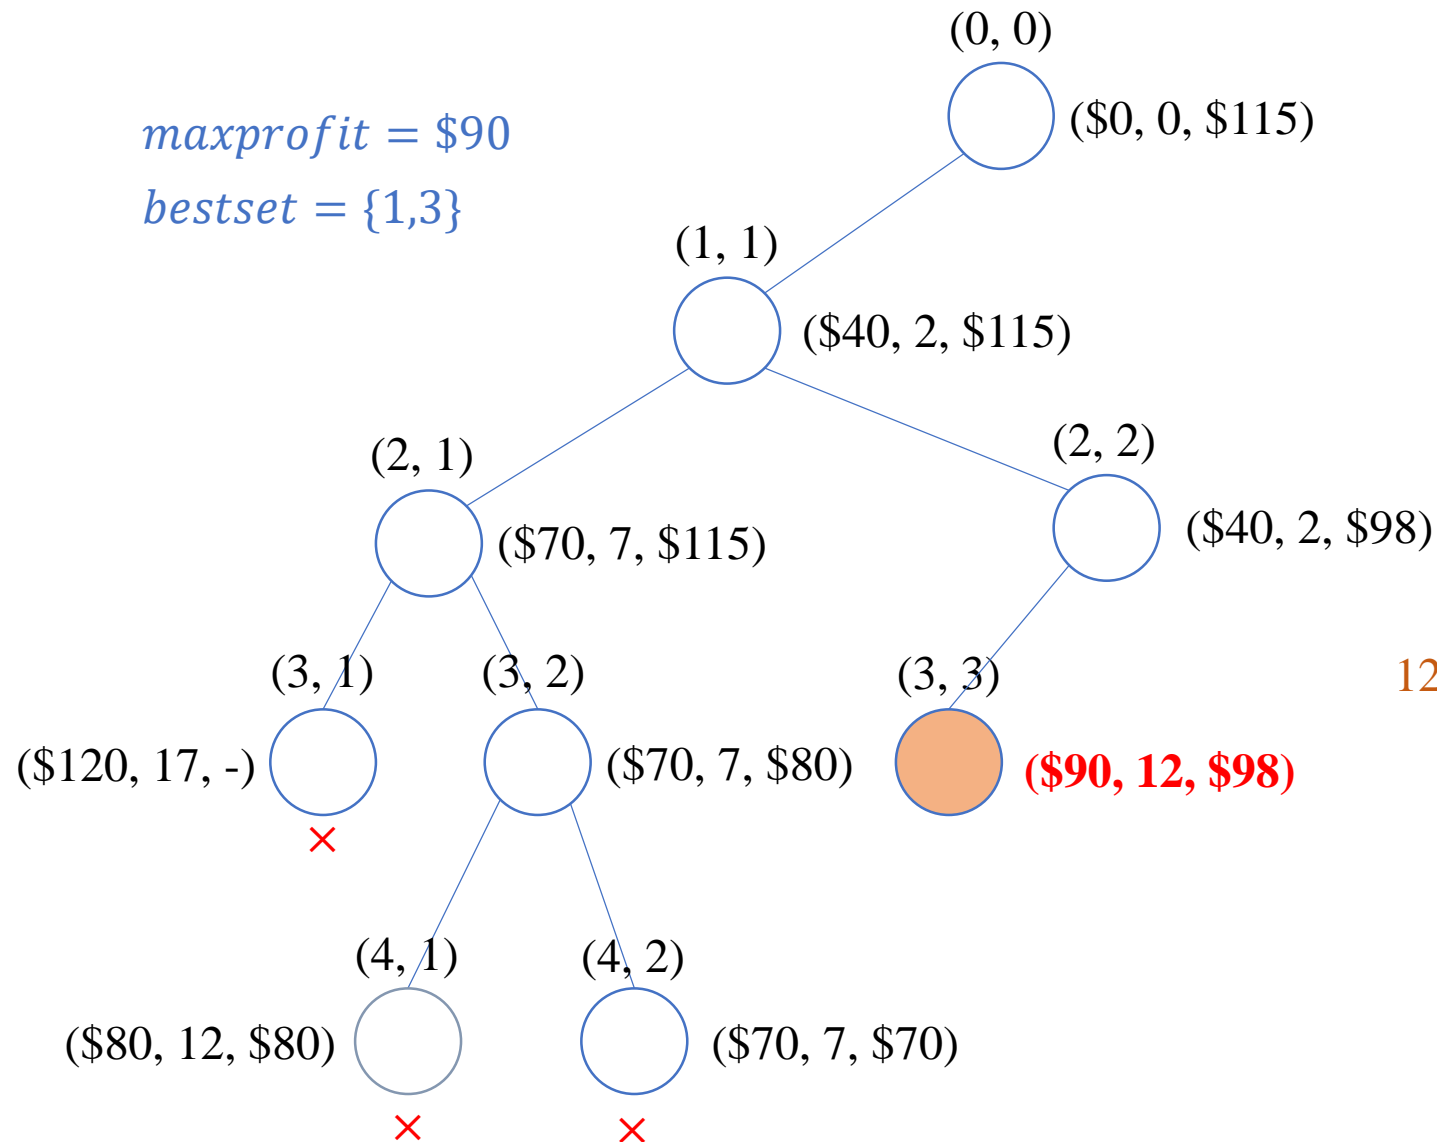 (0, 0)
($0, 0, $115)
maxprofit = $90
bestset = {1,3}
(1, 1)
($40, 2, $115)
(2, 1)
(2, 2)
($70, 7, $115)
($40, 2, $98)
(3, 1)
(3, 2)
(3, 3)
12
($120, 17, -)
($70, 7, $80)
($90, 12, $98)
×
(4, 1)
(4, 2)
($80, 12, $80)
($70, 7, $70)
×
×